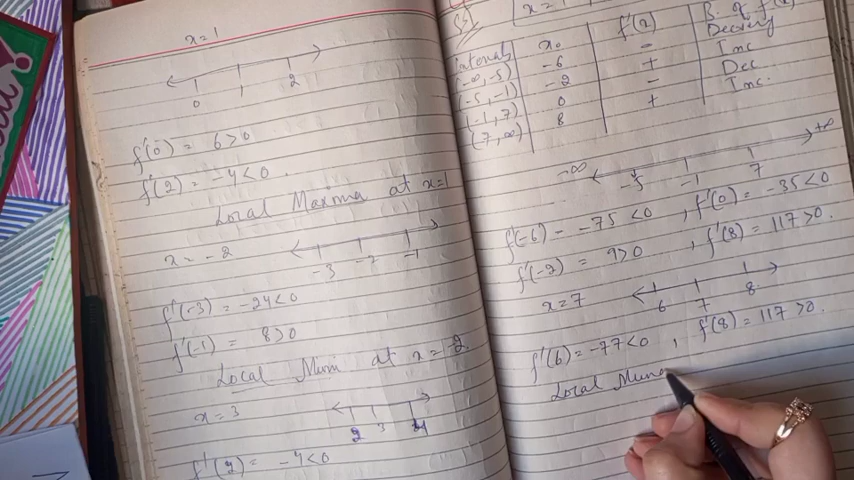 x=1
0 1 2
f'(0) = 6>0
f'(2) = -4<0.
Local Maxima at x=1
x = -2
-3 -2 -1
f'(-3) = -24<0
f'(-1) = 8>0
Local Mini at x=-2.
x=3
2 3 4
f'(2) = -4<0
x=1
intervals x₀ f'(x) B. of f(x)
(-∞,-5) -6 - Decreing
(-5,-1) -2 + Inc
(-1,7) 0 - Dec
(7,∞) 8 + Inc.
-∞ -5 -1 7 +∞
f'(-6) = -75<0 , f'(0) = -35<0
f'(-2) = 9>0 , f'(8) = 117>0.
x=7
6 7 8
f'(6) = -77<0 , f'(8) = 117>0.
Local